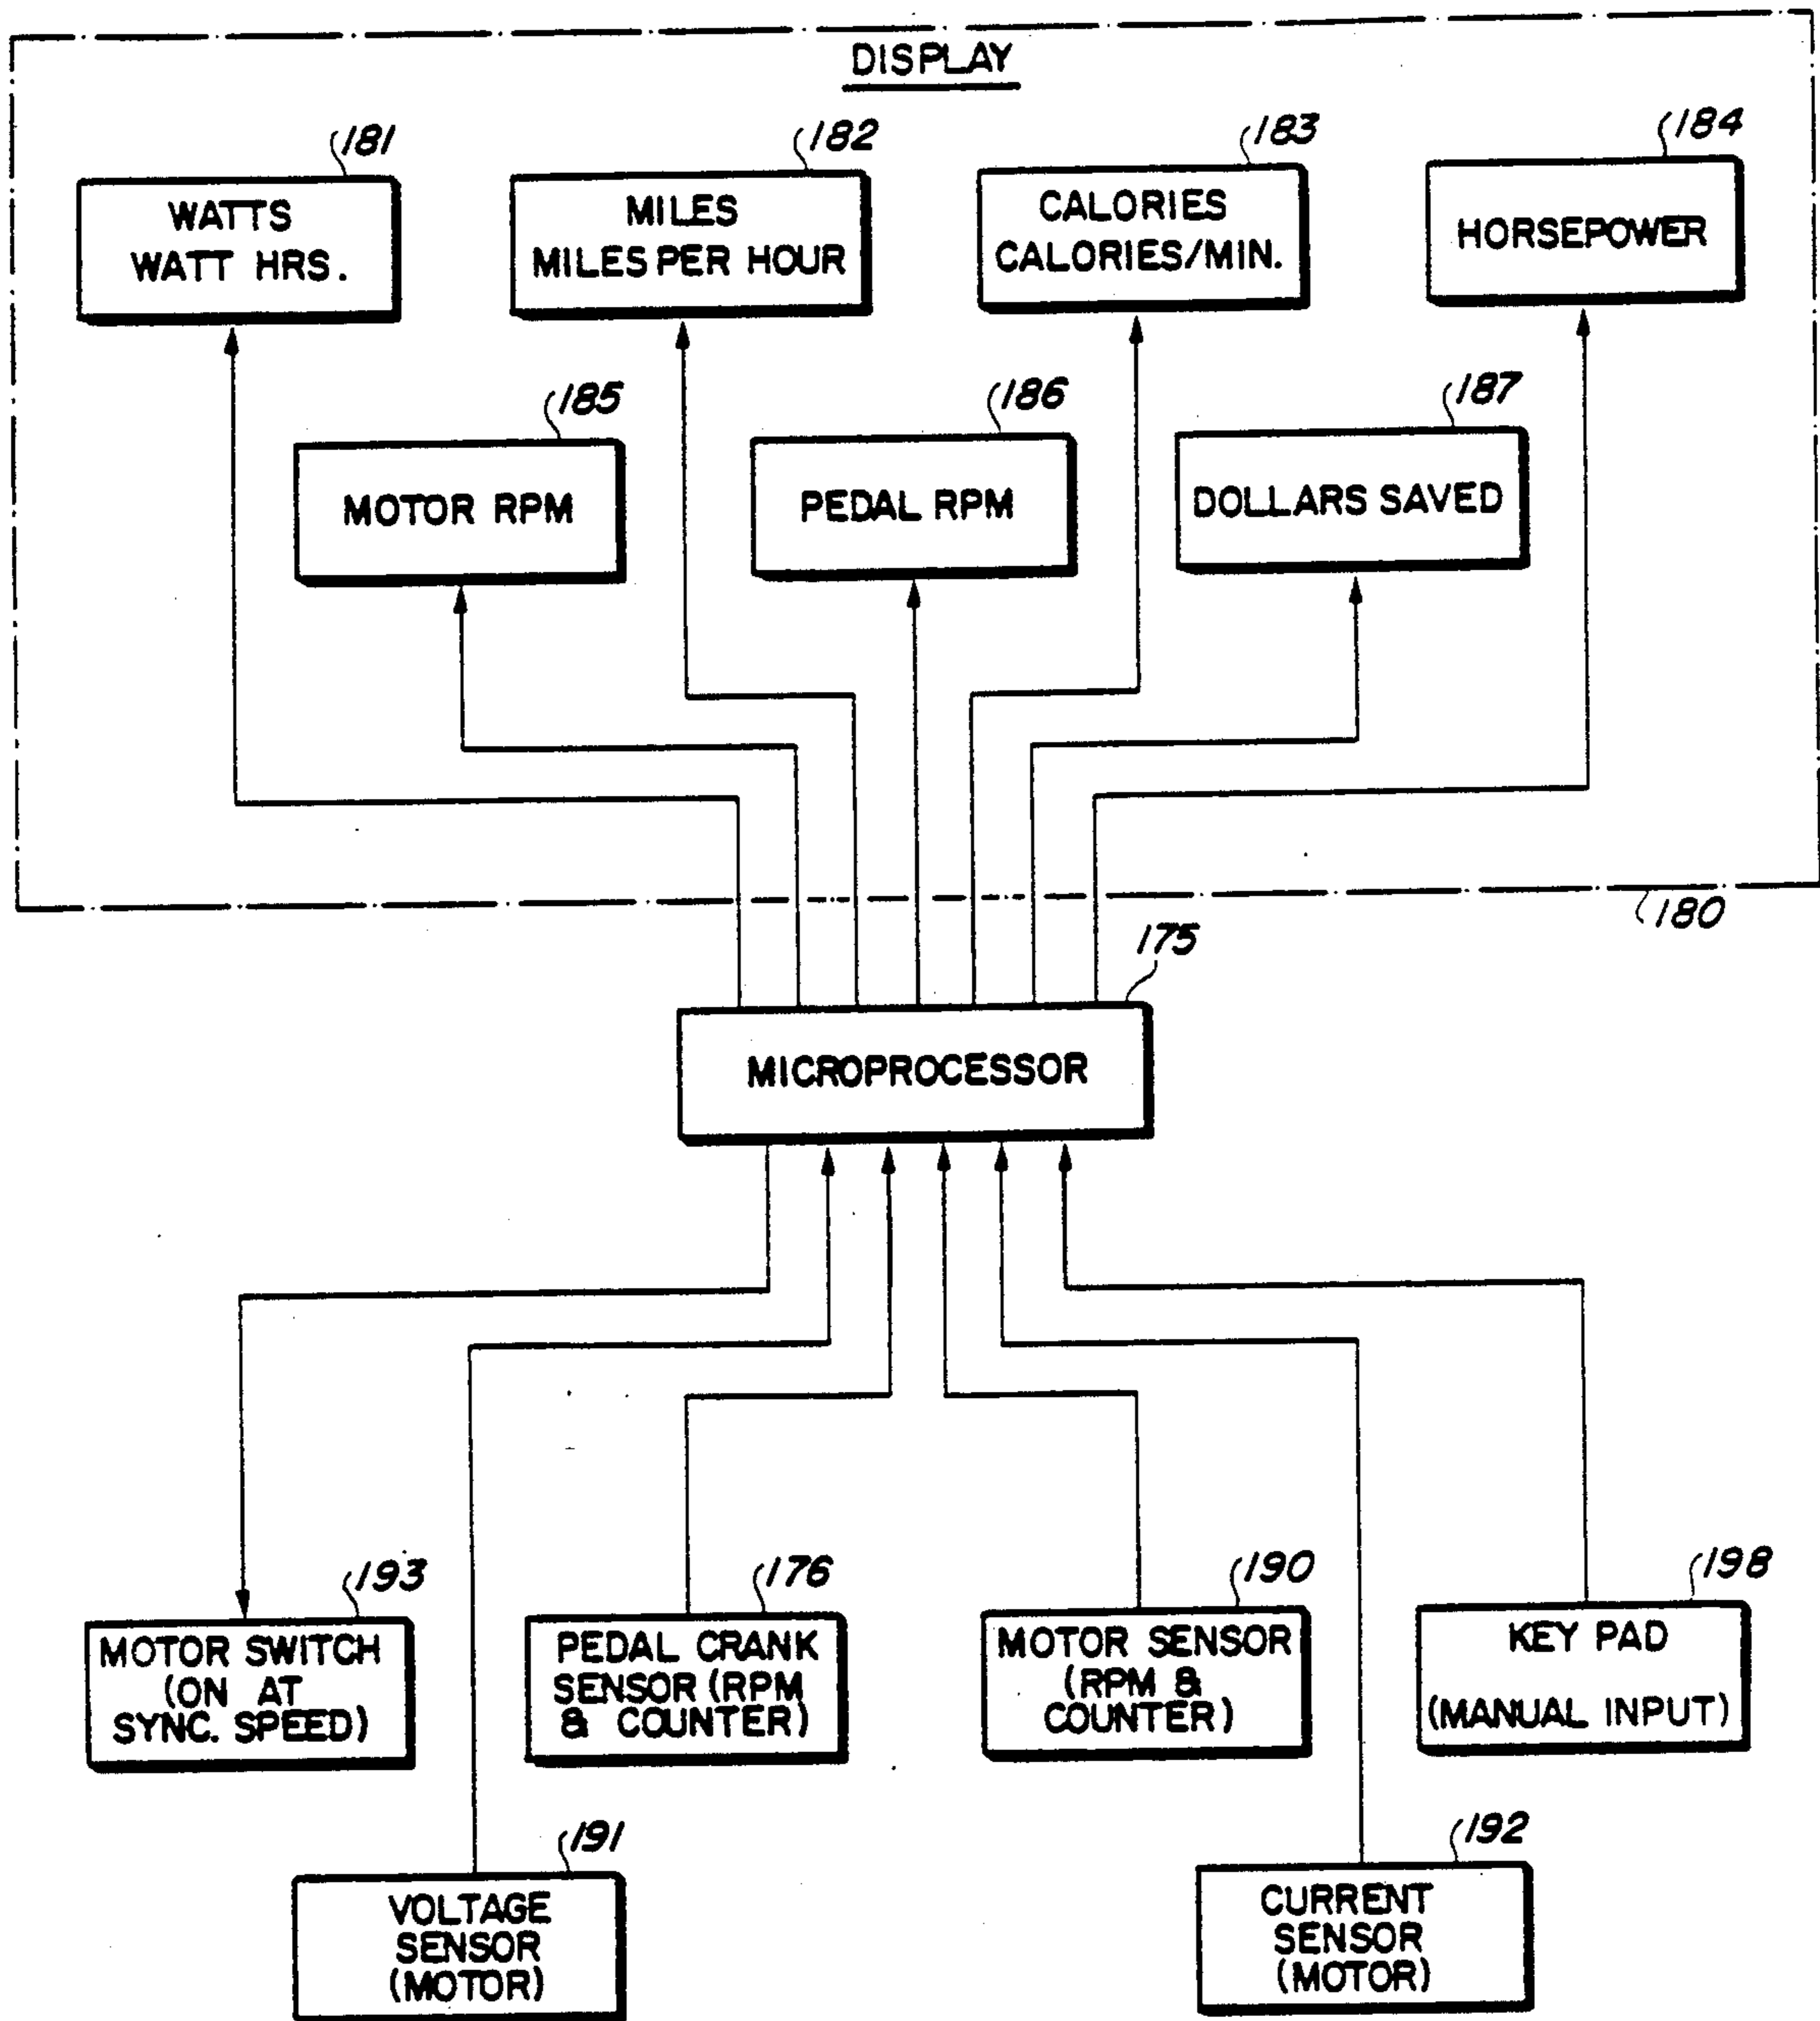 DISPLAY
181
182
183
184
WATTS
WATT HRS.
MILES
MILES PER HOUR
CALORIES
CALORIES/MIN.
HORSEPOWER
185
186
187
MOTOR RPM
PEDAL RPM
DOLLARS SAVED
180
175
MICROPROCESSOR
193
176
190
198
MOTOR SWITCH
(ON AT
SYNC. SPEED)
PEDAL CRANK
SENSOR (RPM
& COUNTER)
MOTOR SENSOR
(RPM &
COUNTER)
KEY PAD
(MANUAL INPUT)
191
192
VOLTAGE
SENSOR
(MOTOR)
CURRENT
SENSOR
(MOTOR)